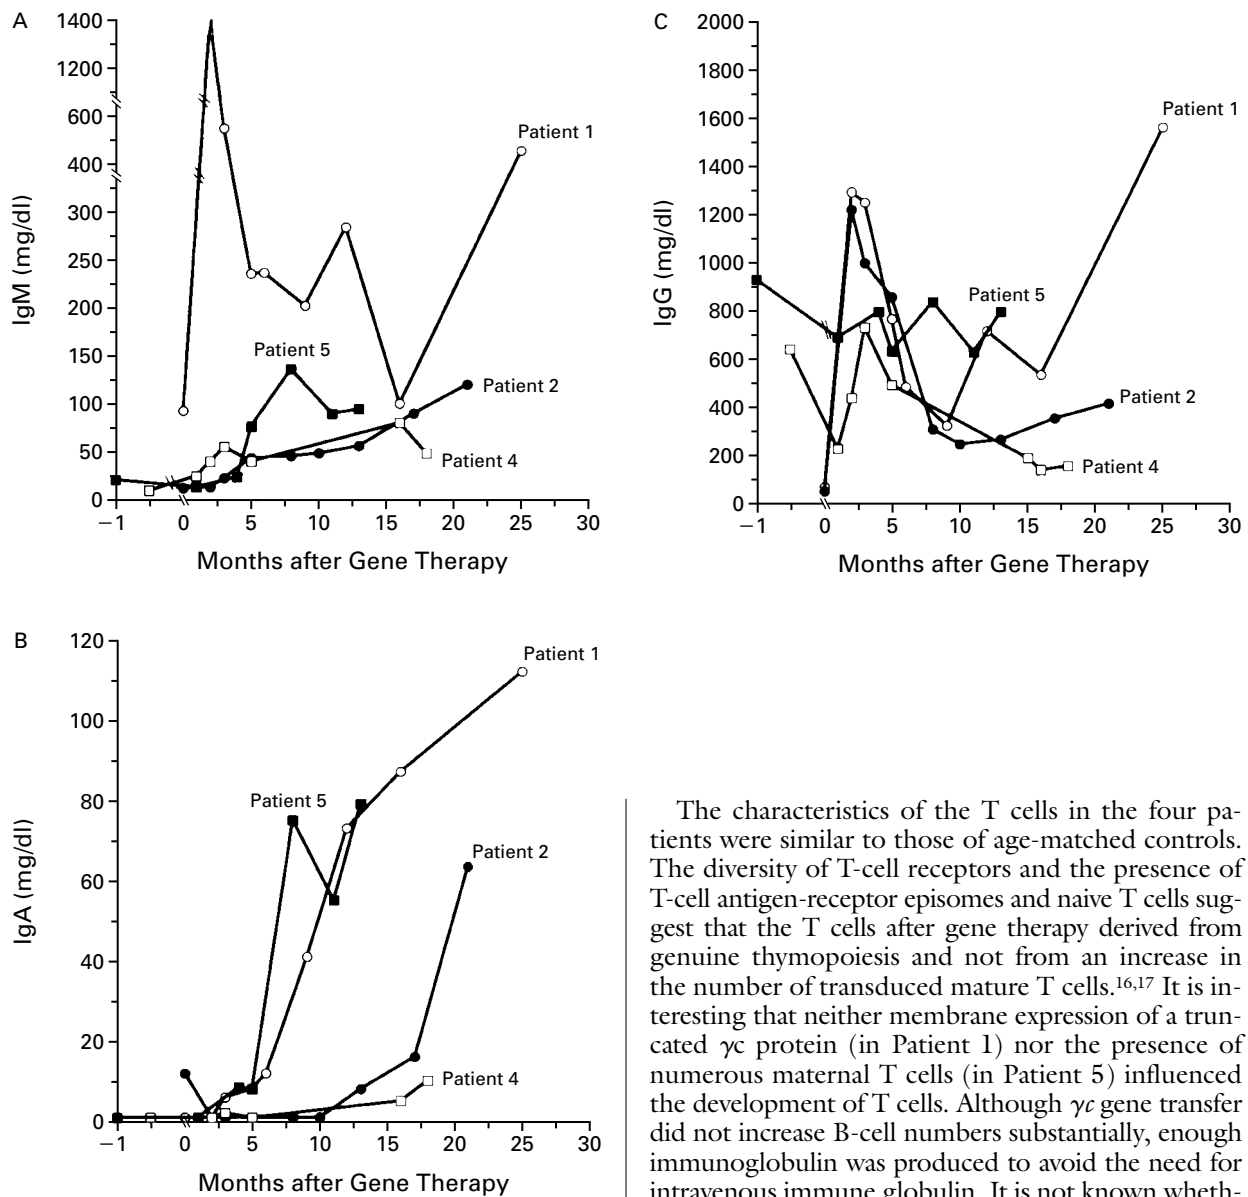 A
1400
1200
600
400
300
250
200
150
100
50
0
IgM (mg/dl)
Patient 1
Patient 5
Patient 2
Patient 4
−1 0 5 10 15 20 25 30
Months after Gene Therapy
C
2000
1800
1600
1400
1200
1000
800
600
400
200
0
IgG (mg/dl)
Patient 1
Patient 5
Patient 2
Patient 4
−1 0 5 10 15 20 25 30
Months after Gene Therapy
B
120
100
80
60
40
20
0
IgA (mg/dl)
Patient 1
Patient 5
Patient 2
Patient 4
−1 0 5 10 15 20 25 30
Months after Gene Therapy
The characteristics of the T cells in the four pa-
tients were similar to those of age-matched controls.
The diversity of T-cell receptors and the presence of
T-cell antigen-receptor episomes and naive T cells sug-
gest that the T cells after gene therapy derived from
genuine thymopoiesis and not from an increase in
the number of transduced mature T cells.16,17 It is in-
teresting that neither membrane expression of a trun-
cated γc protein (in Patient 1) nor the presence of
numerous maternal T cells (in Patient 5) influenced
the development of T cells. Although γc gene transfer
did not increase B-cell numbers substantially, enough
immunoglobulin was produced to avoid the need for
intravenous immune globulin. It is not known wheth-